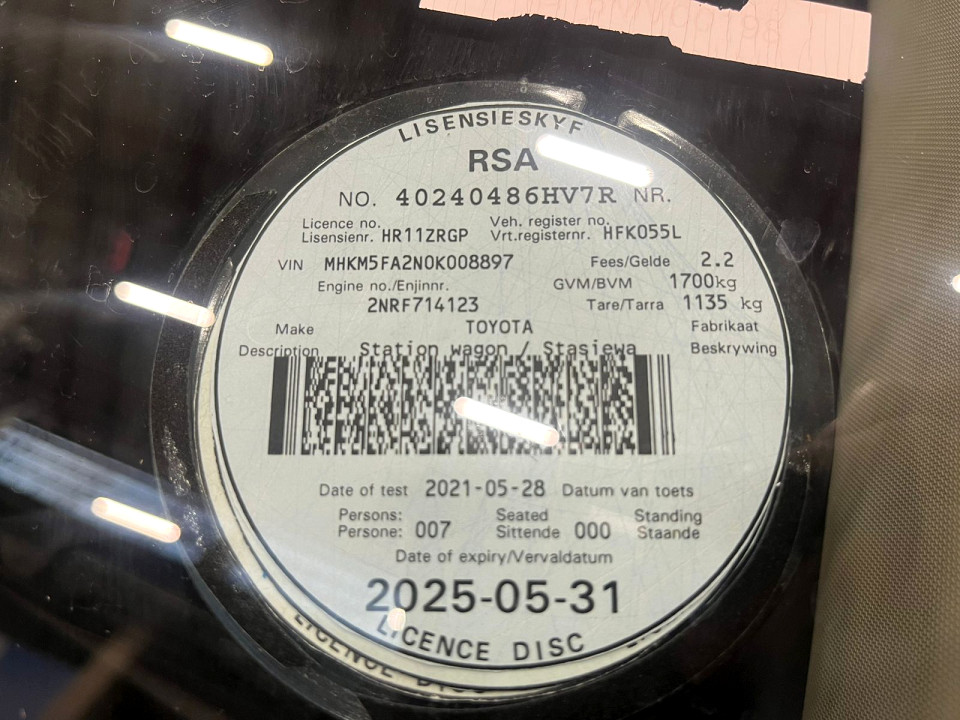 LISENSIESKYF
RSA
NO. 40240486HV7R NR.
Licence no. Veh. register no.
Lisensienr. HR11ZRGP Vrt.registernr. HFK055L
VIN MHKM5FA2N0K008897 Fees/Gelde 2.2
Engine no./Enjinnr. GVM/BVM 1700kg
2NRF714123 Tare/Tarra 1135 kg
Make TOYOTA Fabrikaat
Description Station wagon / Stasiewa Beskrywing
Date of test 2021-05-28 Datum van toets
Persons: Seated Standing
Persone: 007 Sittende 000 Staande
Date of expiry/Vervaldatum
2025-05-31
LICENCE DISC
LICENCE DISC